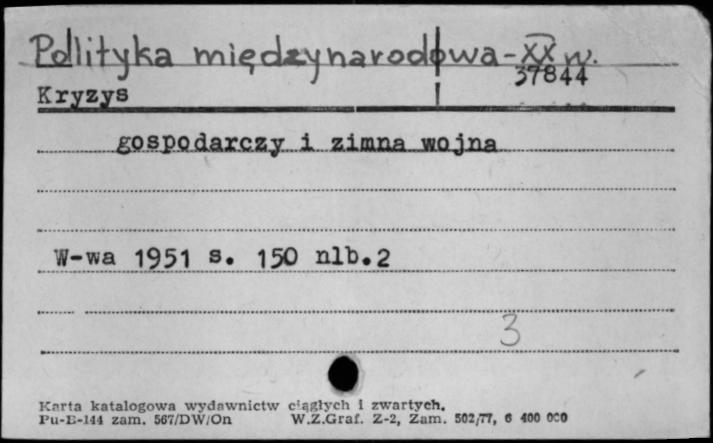 Polityka międzynarodowa - XX w.
37844
Kryzys
gospodarczy i zimna wojna
W-wa 1951 s. 150 nlb.2
3
Karta katalogowa wydawnictw ciągłych i zwartych.
Pu-E-144 zam. 567/DW/On W.Z.Graf. Z-2, Zam. 502/77, 6 400 000